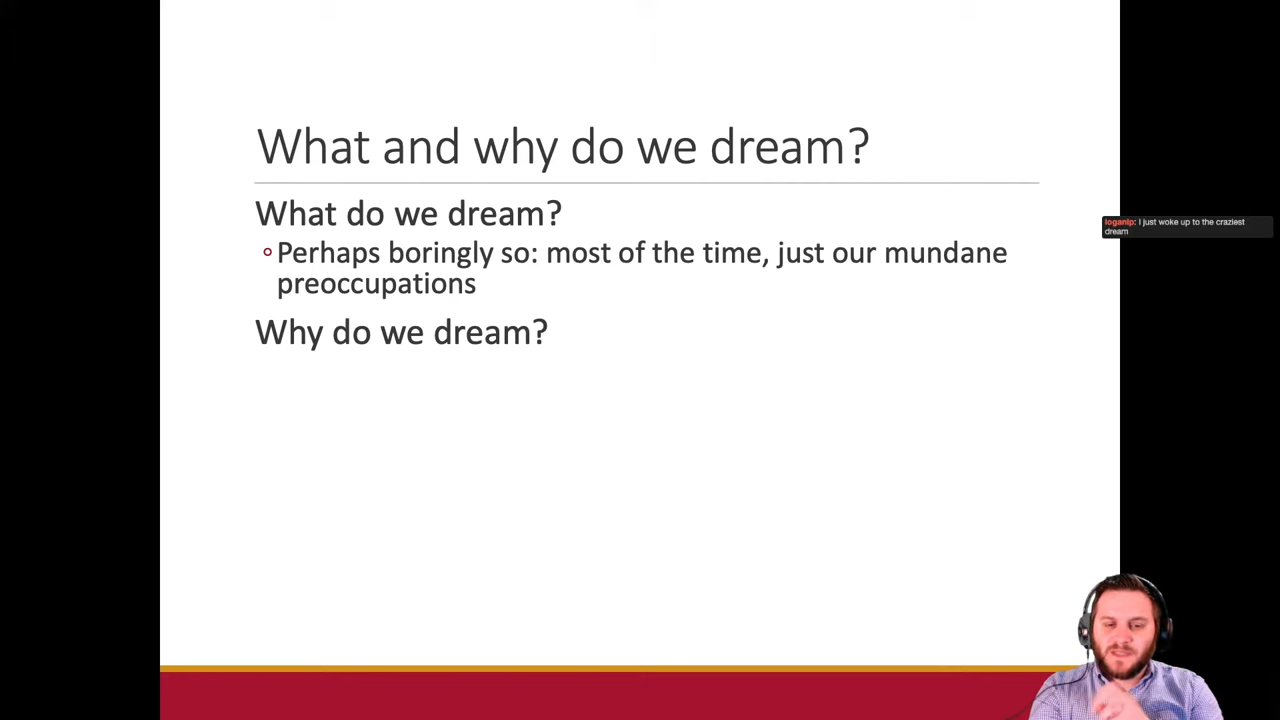 What and why do we dream?
What do we dream?
Perhaps boringly so: most of the time, just our mundane
preoccupations
Why do we dream?
loganlp: I just woke up to the craziest
dream